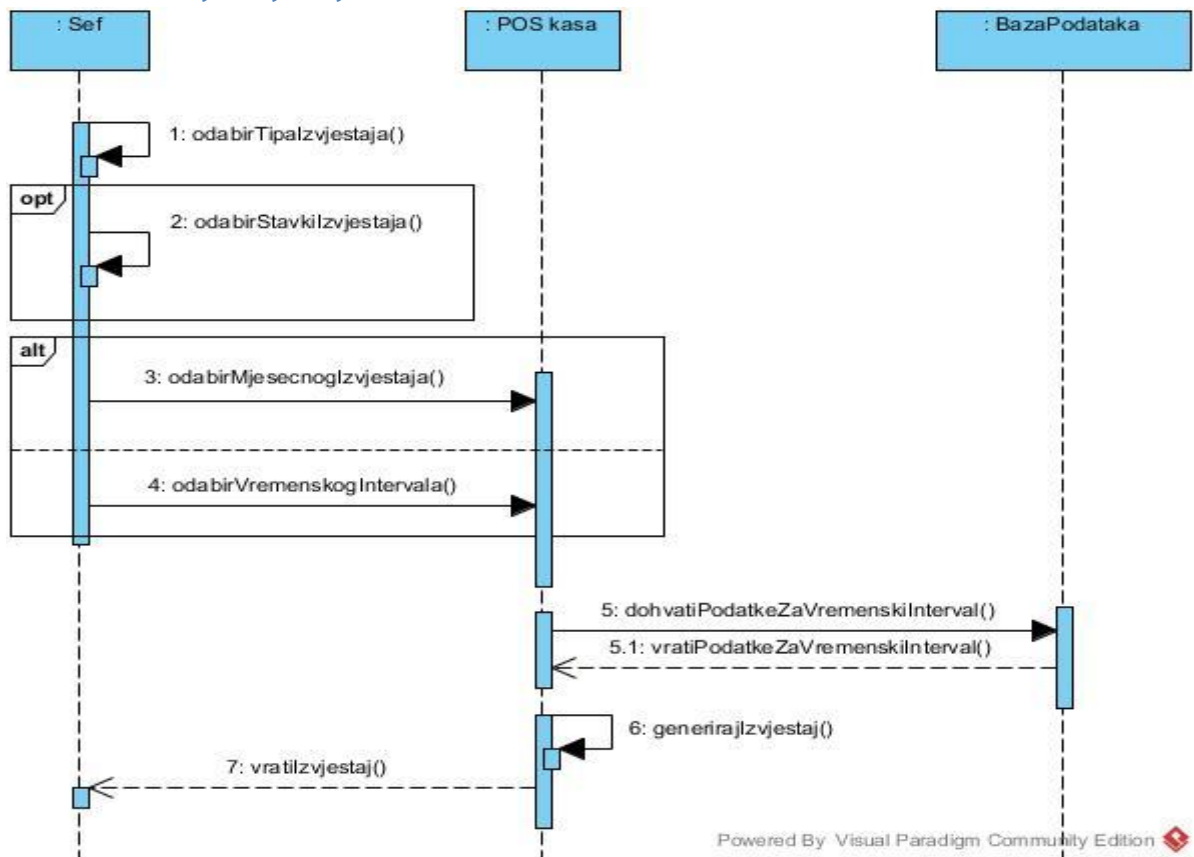 : Sef
: POS kasa
: BazaPodataka
1: odabirTipaIzvjestaja()
opt
2: odabirStavkiIzvjestaja()
alt
3: odabirMjesecnogIzvjestaja()
4: odabirVremenskogIntervala()
5: dohvatiPodatkeZaVremenskiInterval()
5.1: vratiPodatkeZaVremenskiInterval()
6: generirajIzvjestaj()
7: vratiIzvjestaj()
Powered By Visual Paradigm Community Edition